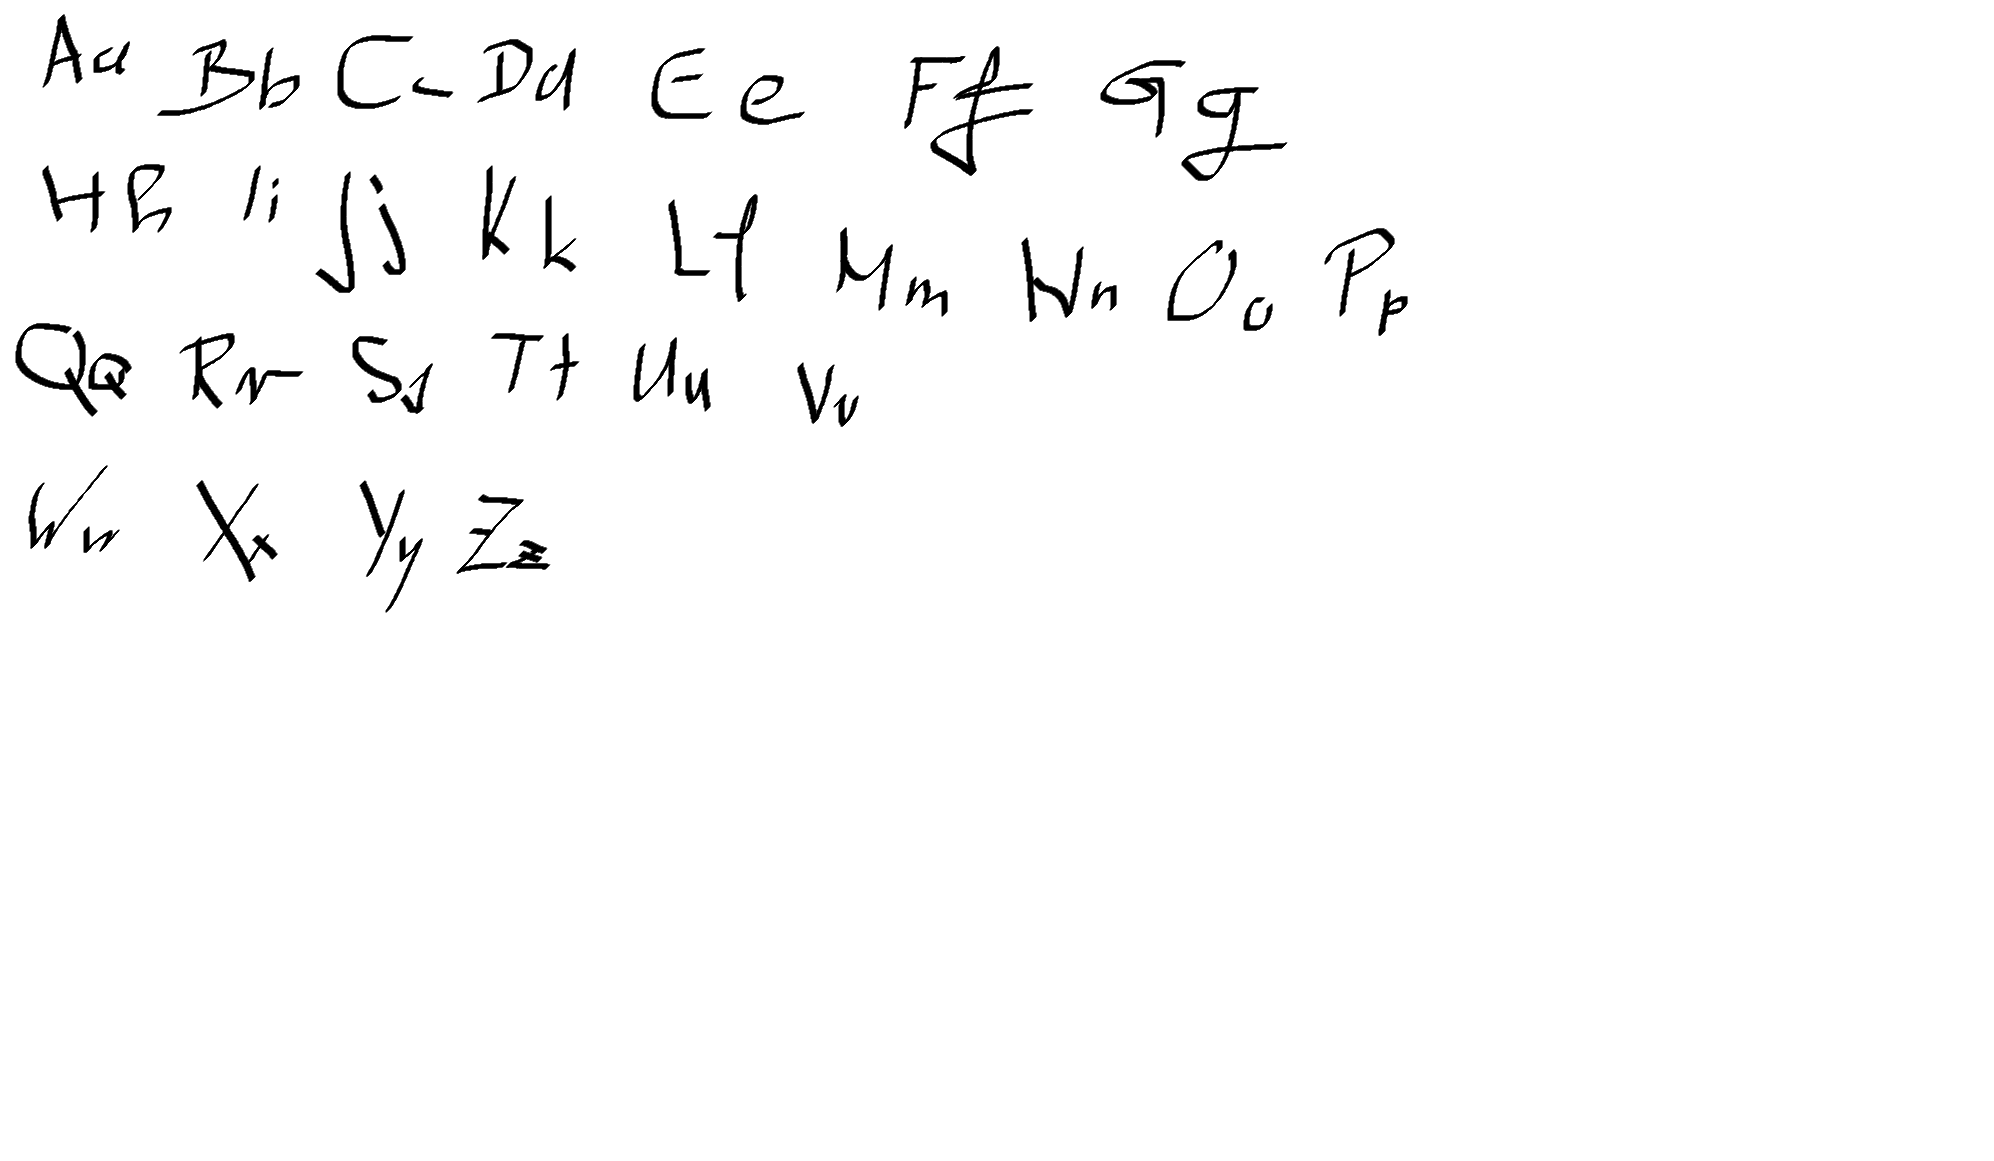 Aa Bb Cc Dd Ee Ff Gg
Hh Ii Jj Kk Ll Mm Nn Oo Pp
Qq Rr Ss Tt Uu Vv
Ww Xx Yy Zz